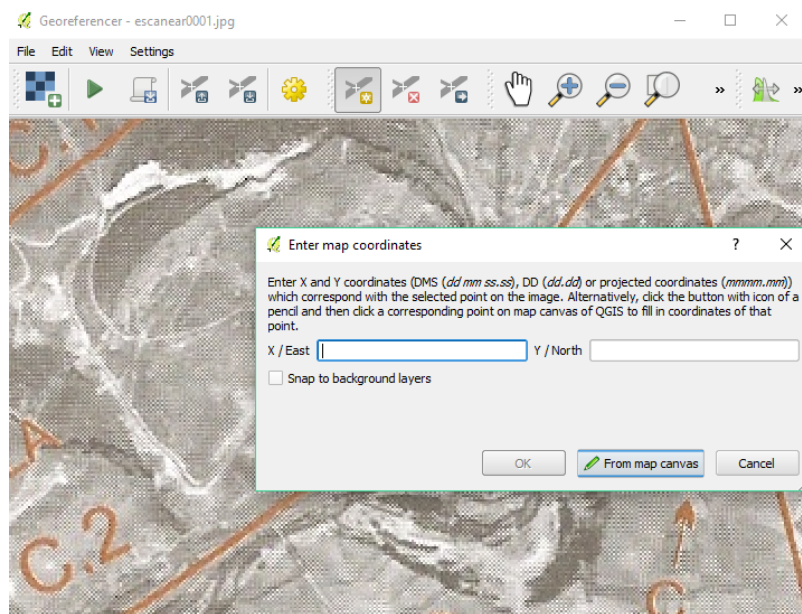 Georeferencer - escanear0001.jpg
File Edit View Settings
»
»
C.
Enter map coordinates
?
Enter X and Y coordinates (DMS (dd mm ss.ss), DD (dd.dd) or projected coordinates (mmmm.mm))
which correspond with the selected point on the image. Alternatively, click the button with icon of a
pencil and then click a corresponding point on map canvas of QGIS to fill in coordinates of that
point.
X / East Y / North
Snap to background layers
OK From map canvas Cancel
LA
C.2
C